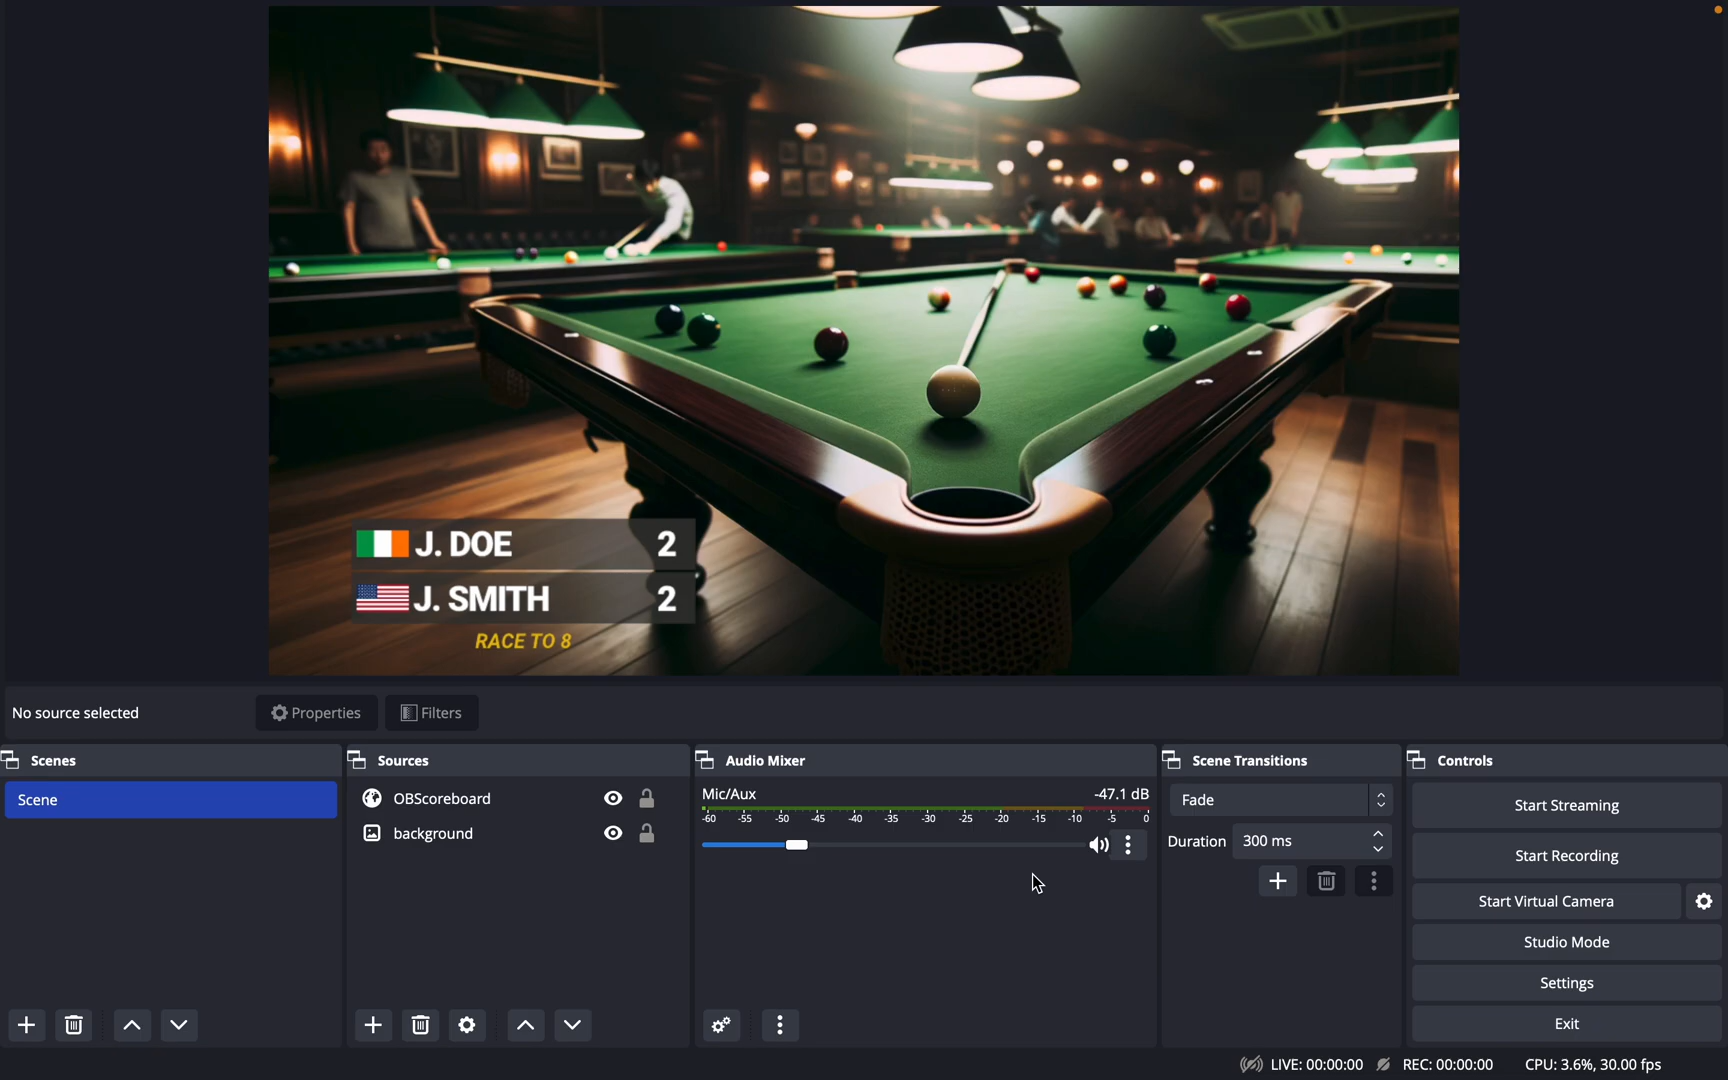 J. DOE 2
J. SMITH 2
RACE TO 8
No source selected
Properties
Filters
Scenes
Scene
Sources
OBScoreboard
background
Audio Mixer
Mic/Aux -47.1 dB
-60 -55 -50 -45 -40 -35 -30 -25 -20 -15 -10 -5 0
Scene Transitions
Fade
Duration 300 ms
Controls
Start Streaming
Start Recording
Start Virtual Camera
Studio Mode
Settings
Exit
LIVE: 00:00:00 REC: 00:00:00 CPU: 3.6%, 30.00 fps